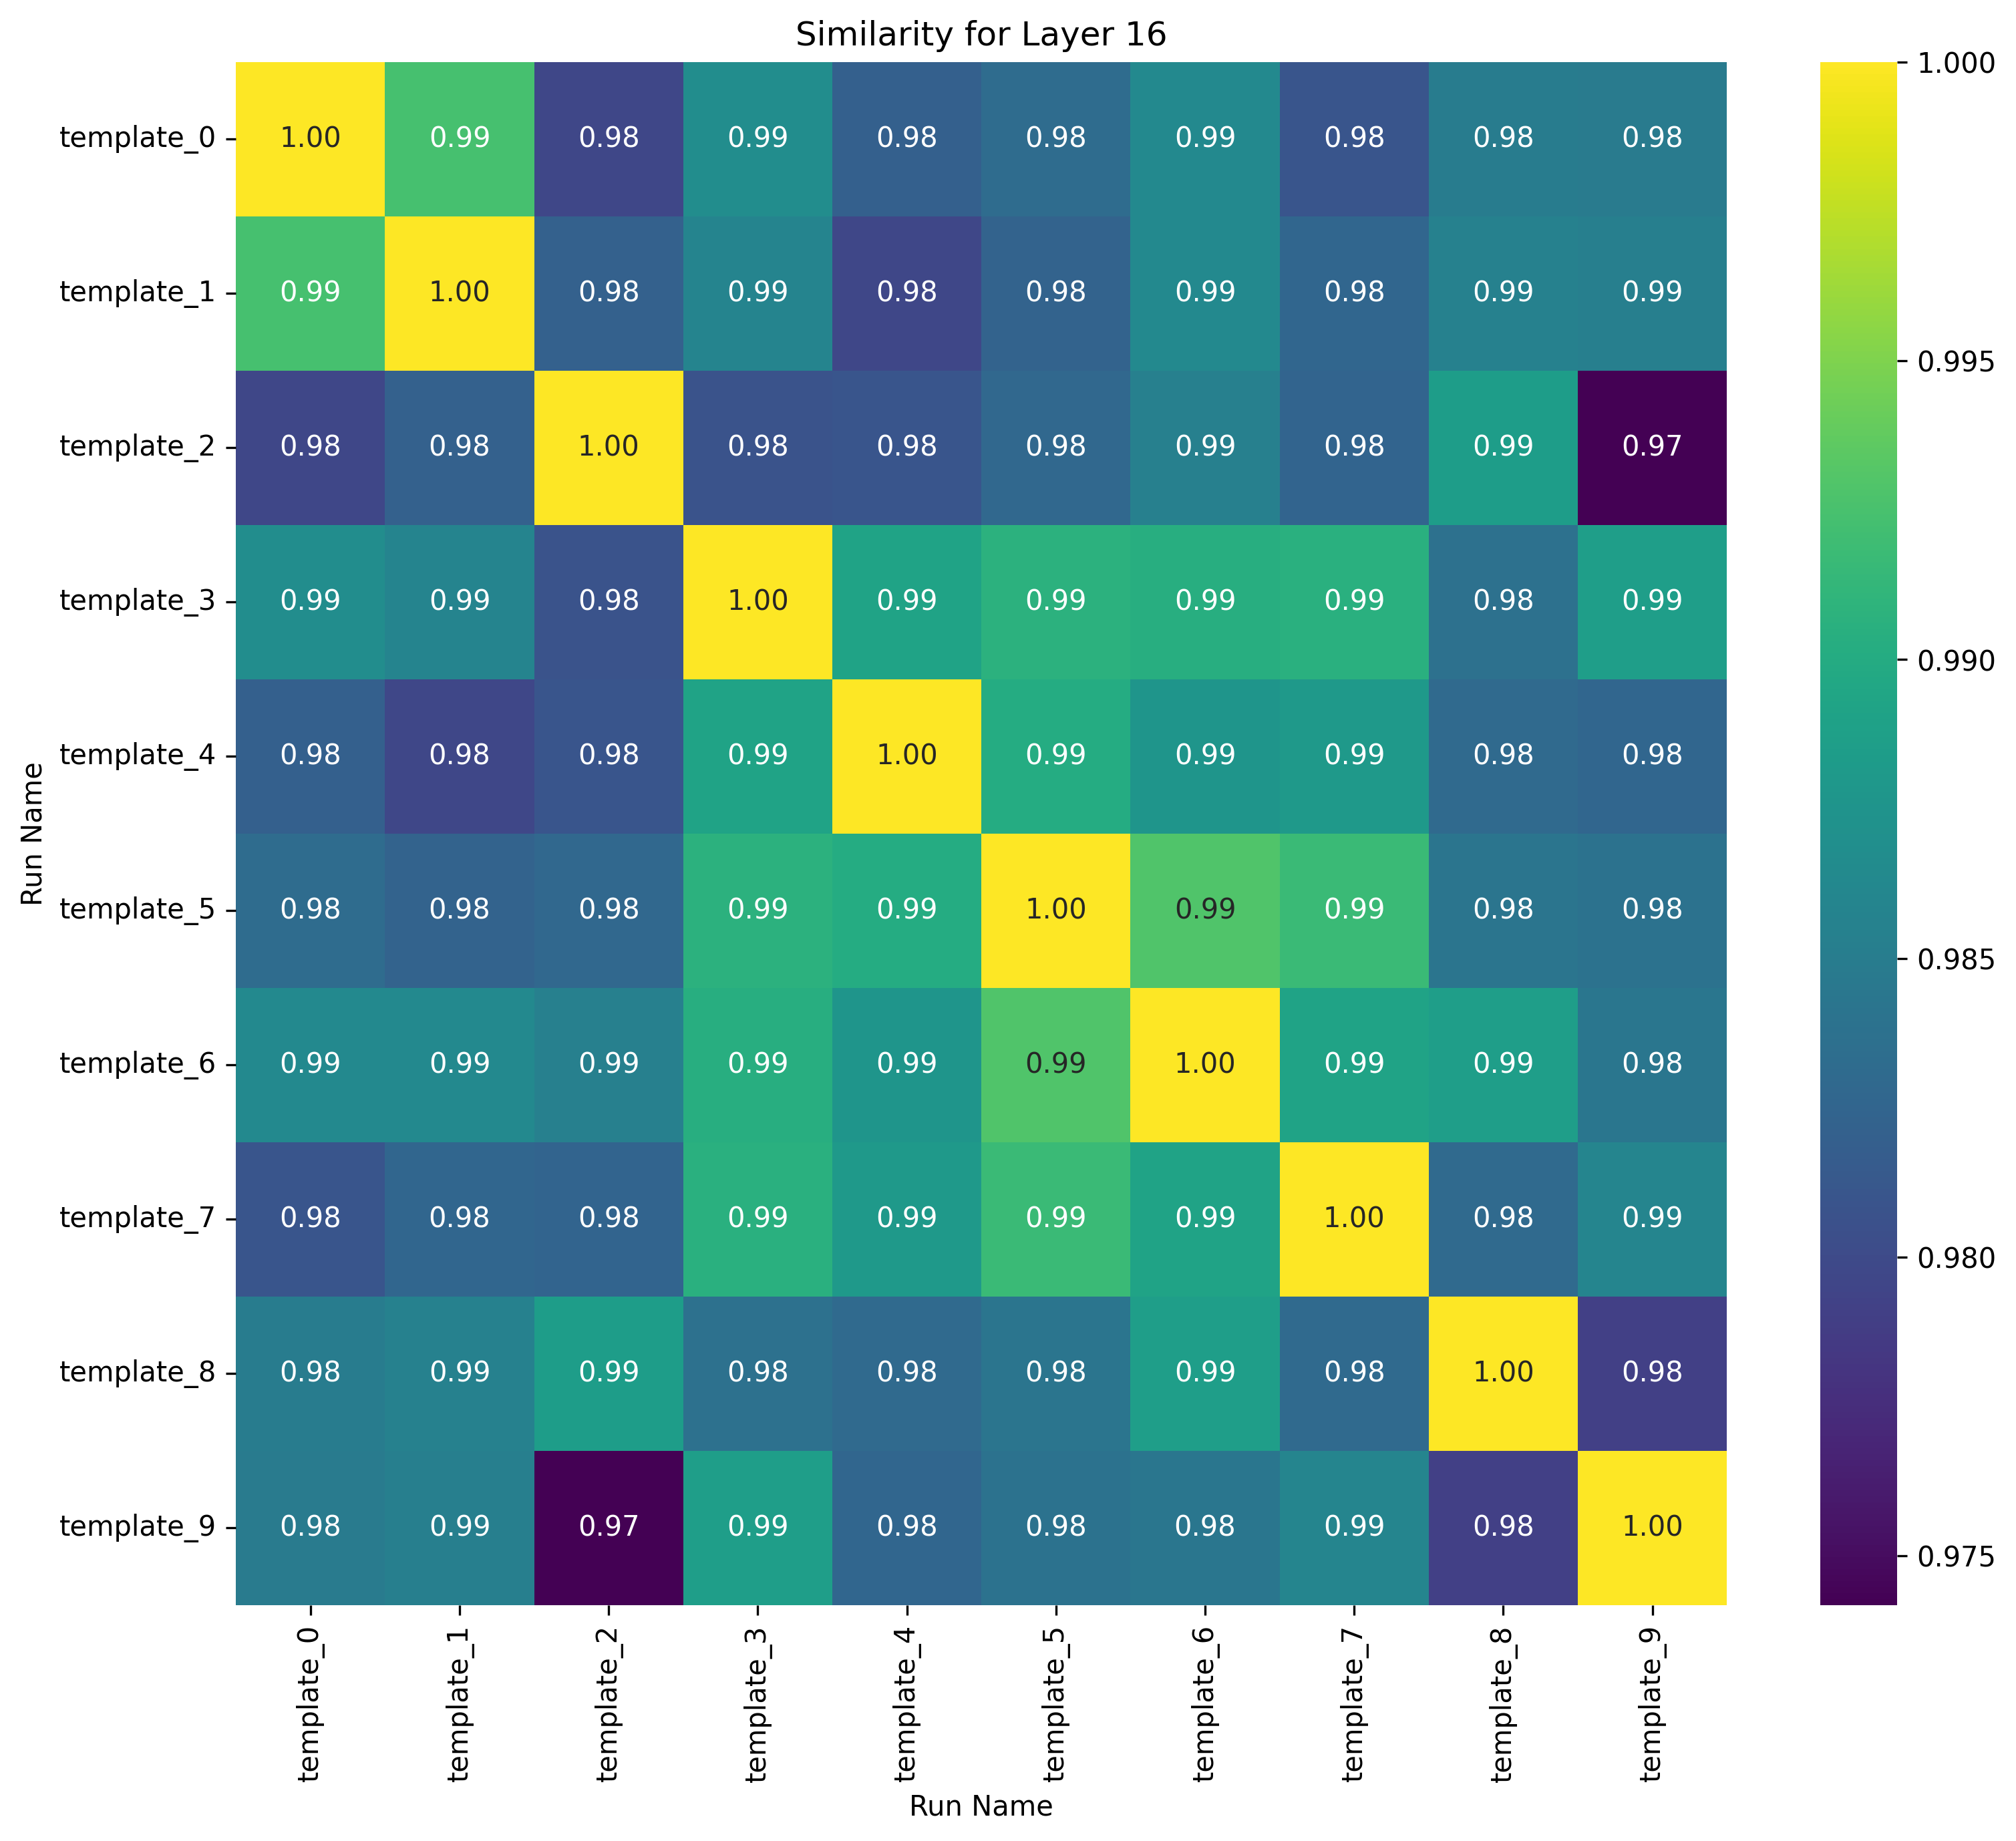 Similarity for Layer 16
template_0 1.00 0.99 0.98 0.99 0.98 0.98 0.99 0.98 0.98 0.98
template_1 0.99 1.00 0.98 0.99 0.98 0.98 0.99 0.98 0.99 0.99
template_2 0.98 0.98 1.00 0.98 0.98 0.98 0.99 0.98 0.99 0.97
template_3 0.99 0.99 0.98 1.00 0.99 0.99 0.99 0.99 0.98 0.99
template_4 0.98 0.98 0.98 0.99 1.00 0.99 0.99 0.99 0.98 0.98
template_5 0.98 0.98 0.98 0.99 0.99 1.00 0.99 0.99 0.98 0.98
template_6 0.99 0.99 0.99 0.99 0.99 0.99 1.00 0.99 0.99 0.98
template_7 0.98 0.98 0.98 0.99 0.99 0.99 0.99 1.00 0.98 0.99
template_8 0.98 0.99 0.99 0.98 0.98 0.98 0.99 0.98 1.00 0.98
template_9 0.98 0.99 0.97 0.99 0.98 0.98 0.98 0.99 0.98 1.00
template_0 template_1 template_2 template_3 template_4 template_5 template_6 template_7 template_8 template_9
Run Name
Run Name
1.000
0.995
0.990
0.985
0.980
0.975